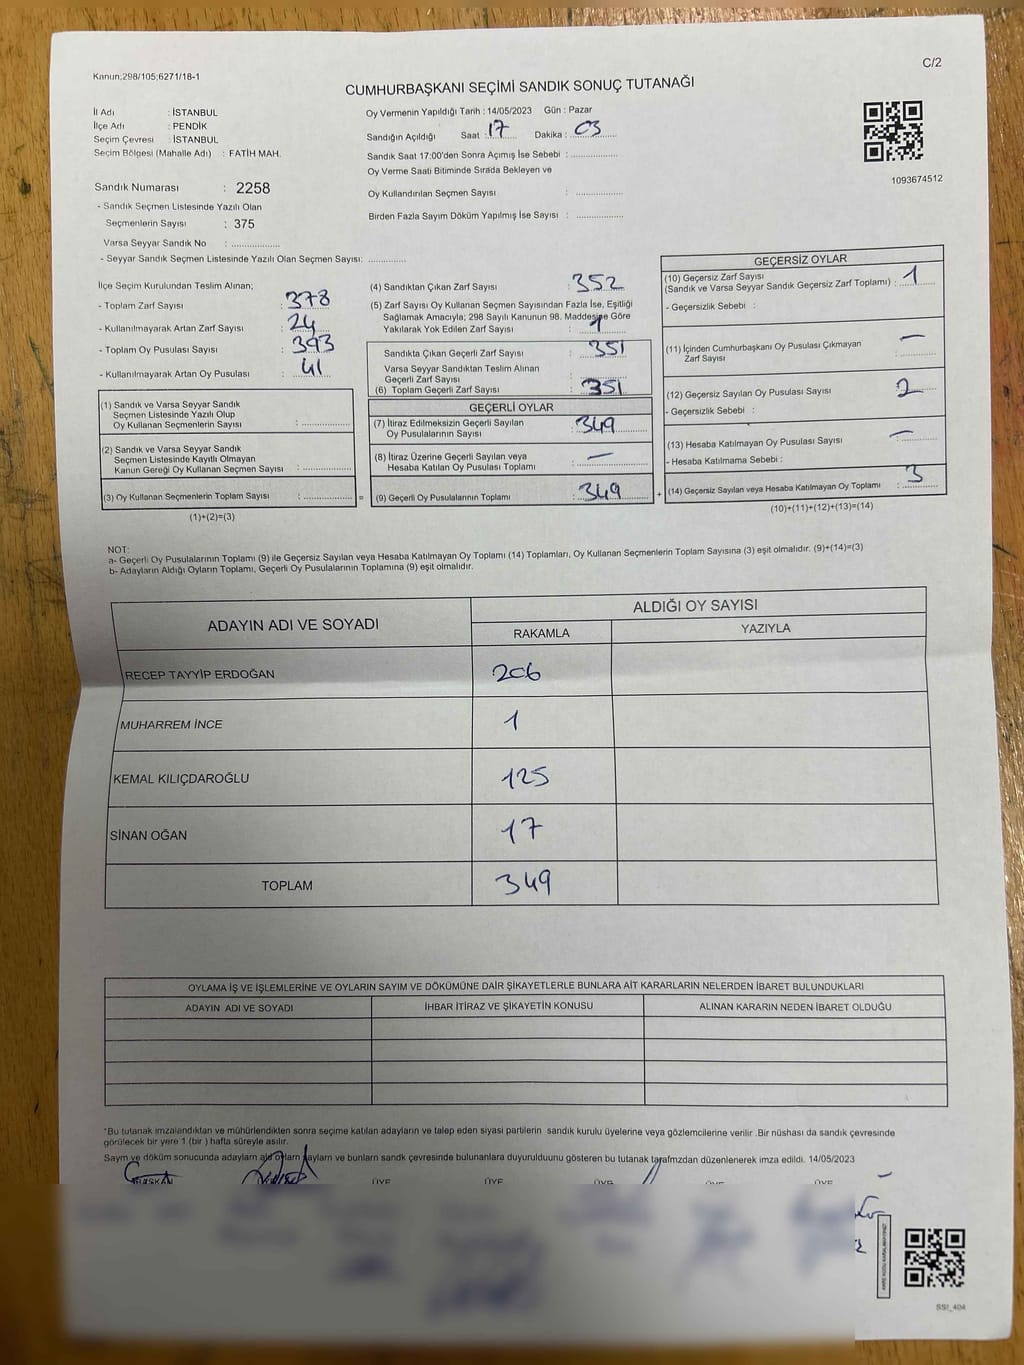 Kanun;298/105;6271/18-1
C/2
CUMHURBAŞKANI SEÇİMİ SANDIK SONUÇ TUTANAĞI
İl Adı : İSTANBUL
İlçe Adı : PENDİK
Seçim Çevresi : İSTANBUL
Seçim Bölgesi (Mahalle Adı) : FATİH MAH.
Oy Vermenin Yapıldığı Tarih : 14/05/2023 Gün : Pazar
Sandığın Açıldığı Saat : 17 Dakika : 03
Sandık Saat 17:00'den Sonra Açımış İse Sebebi : ..................
Oy Verme Saati Bitiminde Sırada Bekleyen ve
Oy Kullandırılan Seçmen Sayısı : ..................
Birden Fazla Sayım Döküm Yapılmış İse Sayısı : ..................
1093674512
Sandık Numarası : 2258
- Sandık Seçmen Listesinde Yazılı Olan
Seçmenlerin Sayısı : 375
Varsa Seyyar Sandık No : ..................
- Seyyar Sandık Seçmen Listesinde Yazılı Olan Seçmen Sayısı: ..............
İlçe Seçim Kurulundan Teslim Alınan;
- Toplam Zarf Sayısı : 378
- Kullanılmayarak Artan Zarf Sayısı : 24
- Toplam Oy Pusulası Sayısı : 393
- Kullanılmayarak Artan Oy Pusulası : 41
(1) Sandık ve Varsa Seyyar Sandık
Seçmen Listesinde Yazılı Olup
Oy Kullanan Seçmenlerin Sayısı : ..................
(2) Sandık ve Varsa Seyyar Sandık
Seçmen Listesinde Kayıtlı Olmayan
Kanun Gereği Oy Kullanan Seçmen Sayısı : ..................
(3) Oy Kullanan Seçmenlerin Toplam Sayısı : .................. =
(1)+(2)=(3)
(4) Sandıktan Çıkan Zarf Sayısı : 352
(5) Zarf Sayısı Oy Kullanan Seçmen Sayısından Fazla İse, Eşitliği
Sağlamak Amacıyla; 298 Sayılı Kanunun 98. Maddesine Göre
Yakılarak Yok Edilen Zarf Sayısı : 1
Sandıkta Çıkan Geçerli Zarf Sayısı : 351
Varsa Seyyar Sandıktan Teslim Alınan
Geçerli Zarf Sayısı :
(6) Toplam Geçerli Zarf Sayısı : 351
GEÇERLİ OYLAR
(7) İtiraz Edilmeksizin Geçerli Sayılan
Oy Pusulalarının Sayısı : 349
(8) İtiraz Üzerine Geçerli Sayılan veya
Hesaba Katılan Oy Pusulası Toplamı : —
(9) Geçerli Oy Pusulalarının Toplamı : 349 +
GEÇERSİZ OYLAR
(10) Geçersiz Zarf Sayısı
(Sandık ve Varsa Seyyar Sandık Geçersiz Zarf Toplamı) : 1
- Geçersizlik Sebebi :
(11) İçinden Cumhurbaşkanı Oy Pusulası Çıkmayan
Zarf Sayısı : —
(12) Geçersiz Sayılan Oy Pusulası Sayısı : 2
- Geçersizlik Sebebi :
(13) Hesaba Katılmayan Oy Pusulası Sayısı : —
- Hesaba Katılmama Sebebi :
(14) Geçersiz Sayılan veya Hesaba Katılmayan Oy Toplamı : 3
(10)+(11)+(12)+(13)=(14)
NOT:
a- Geçerli Oy Pusulalarının Toplamı (9) ile Geçersiz Sayılan veya Hesaba Katılmayan Oy Toplamı (14) Toplamları, Oy Kullanan Seçmenlerin Toplam Sayısına (3) eşit olmalıdır. (9)+(14)=(3)
b- Adayların Aldığı Oyların Toplamı, Geçerli Oy Pusulalarının Toplamına (9) eşit olmalıdır.
ADAYIN ADI VE SOYADI
ALDIĞI OY SAYISI
RAKAMLA YAZIYLA
RECEP TAYYİP ERDOĞAN 206
MUHARREM İNCE 1
KEMAL KILIÇDAROĞLU 125
SİNAN OĞAN 17
TOPLAM 349
OYLAMA İŞ VE İŞLEMLERİNE VE OYLARIN SAYIM VE DÖKÜMÜNE DAİR ŞİKAYETLERLE BUNLARA AİT KARARLARIN NELERDEN İBARET BULUNDUKLARI
ADAYIN ADI VE SOYADI İHBAR İTİRAZ VE ŞİKAYETİN KONUSU ALINAN KARARIN NEDEN İBARET OLDUĞU
*Bu tutanak imzalandıktan ve mühürlendikten sonra seçime katılan adayların ve talep eden siyasi partilerin sandık kurulu üyelerine veya gözlemcilerine verilir .Bir nüshası da sandık çevresinde
görülecek bir yere 1 (bir ) hafta süreyle asılır.
Sayım ve döküm sonucunda adayların aldı oyların sayların ve bunların sandk çevresinde bulunanlara duyurulduunu gösteren bu tutanak tarafmzdan düzenlenerek imza edildi. 14/05/2023
BAŞKAN ÜYE ÜYE ÜYE ÜYE ÜYE
SSI_404